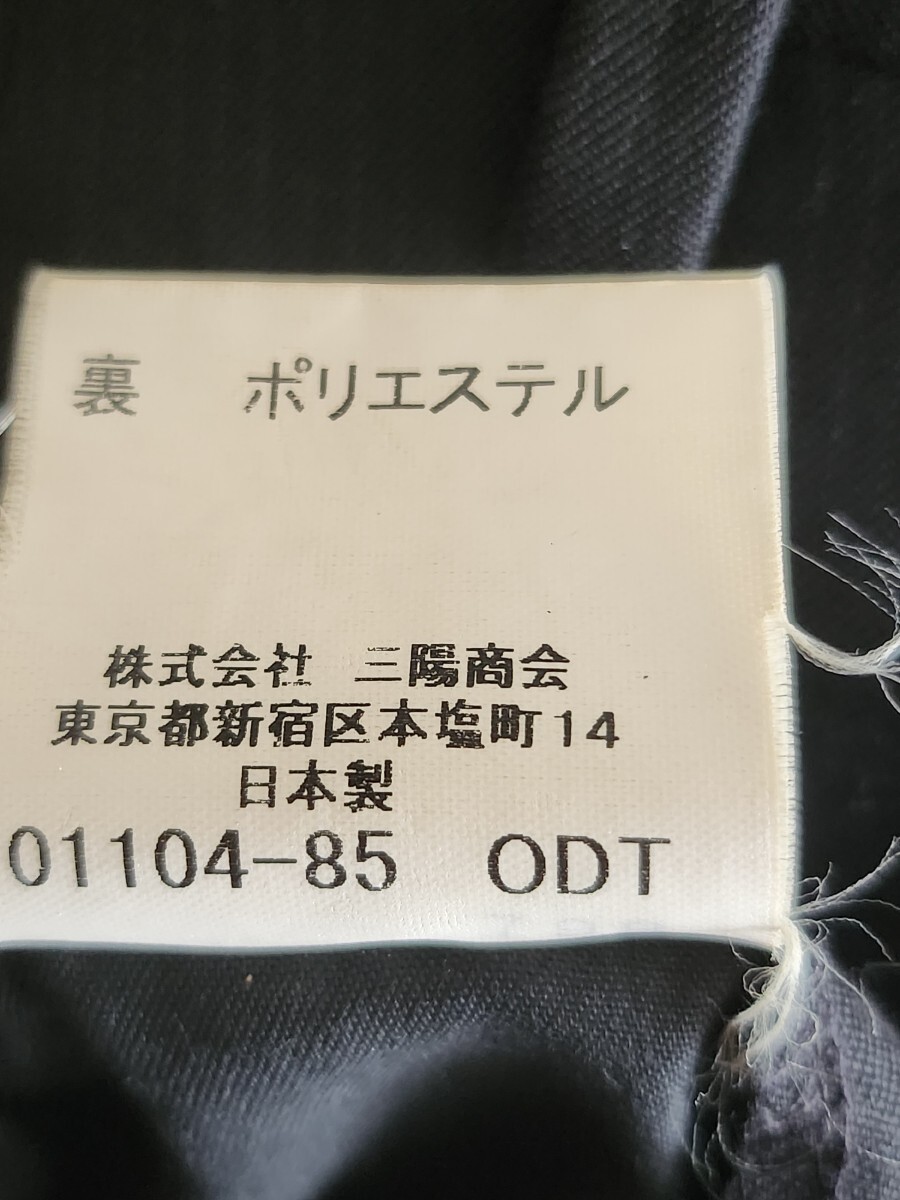 裏 ポリエステル
株式会社 三陽商会
東京都新宿区本塩町14
日本製
01104-85 ODT